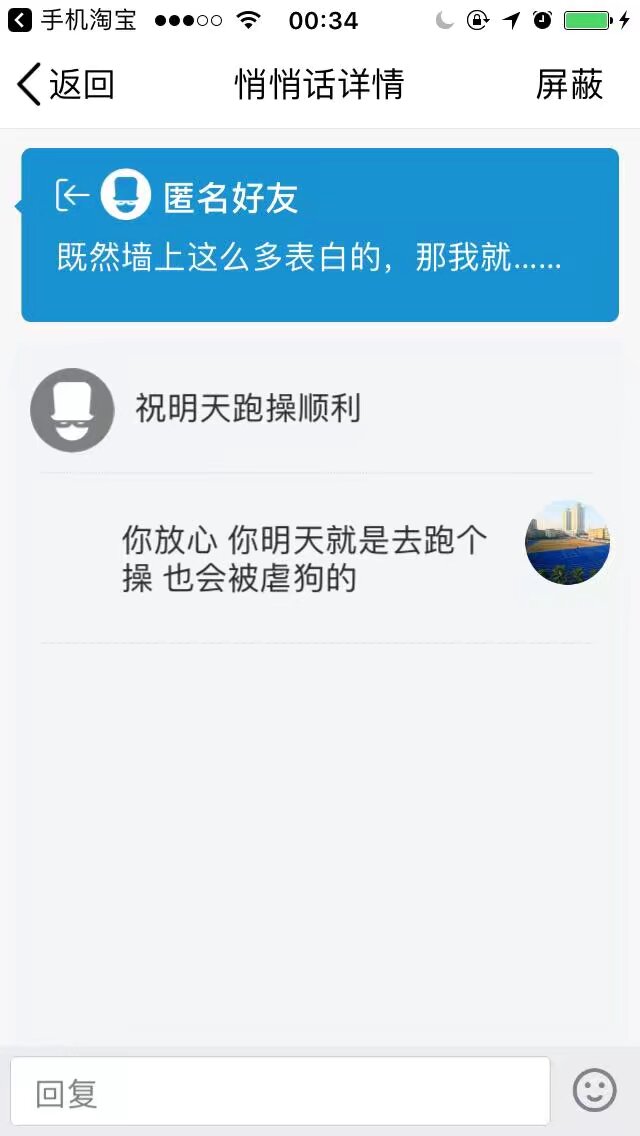 手机淘宝 00:34
返回 悄悄话详情 屏蔽
匿名好友
既然墙上这么多表白的，那我就......
祝明天跑操顺利
你放心 你明天就是去跑个
操 也会被虐狗的
回复